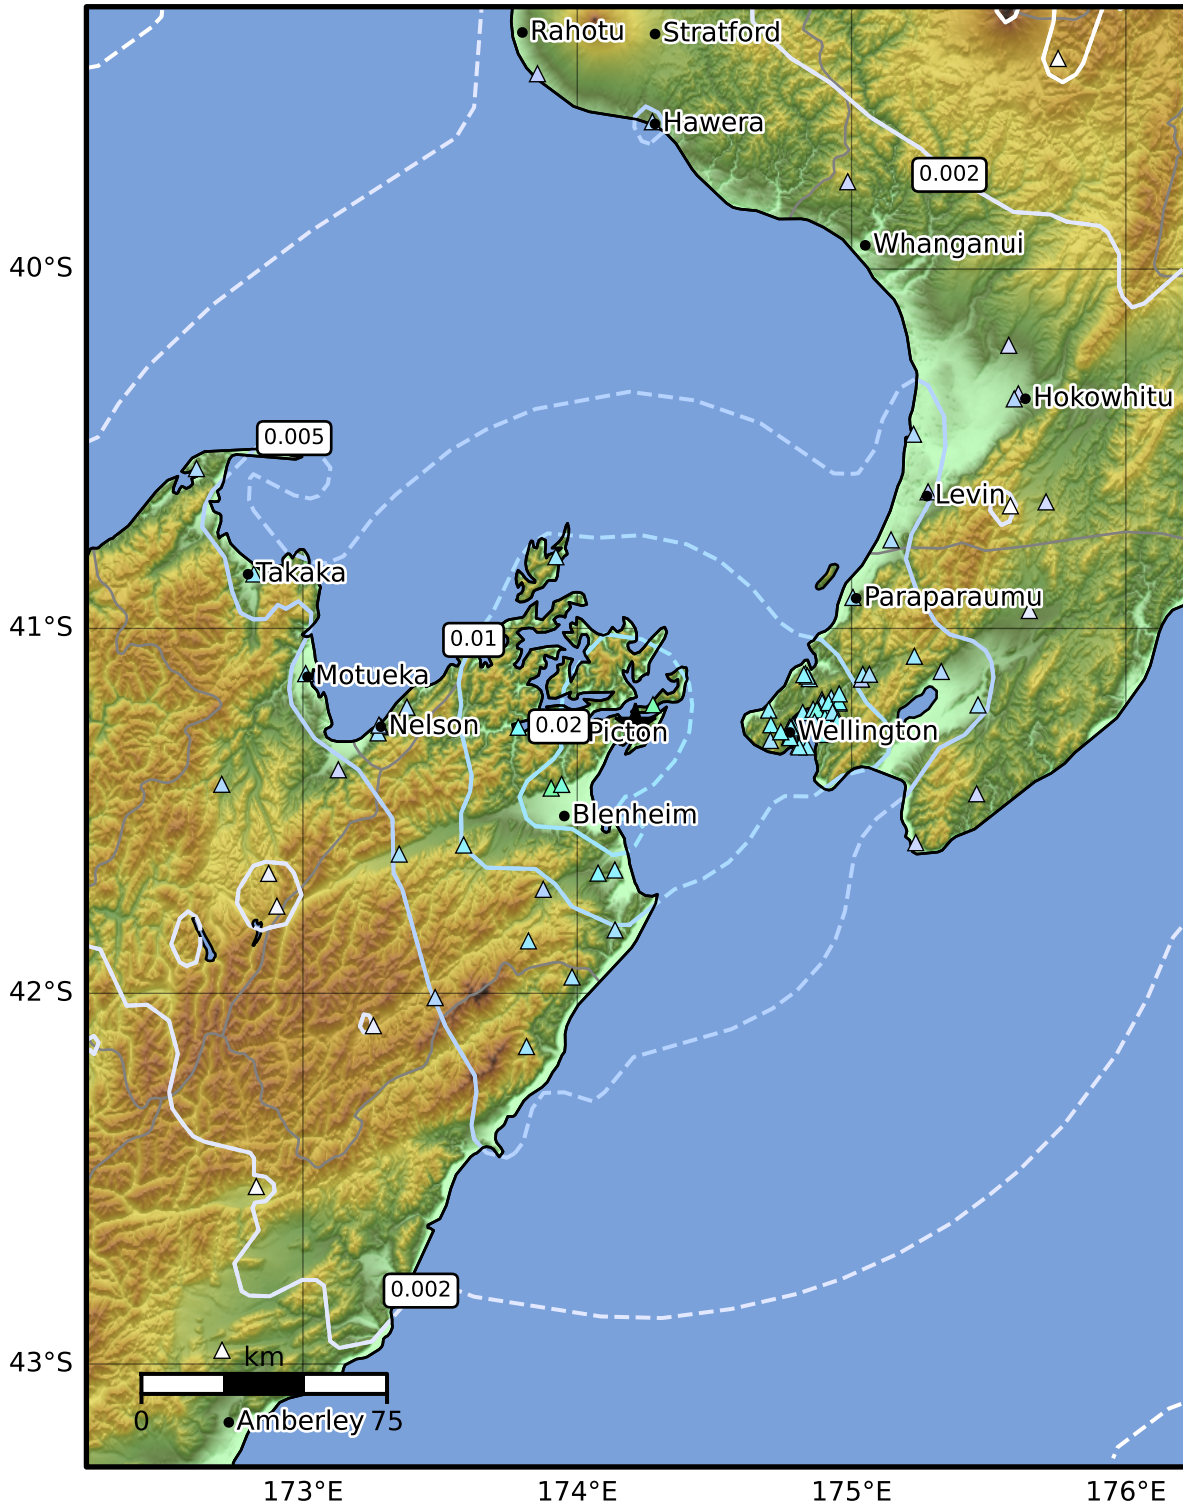 Rahotu
Stratford
Hawera
0.002
Whanganui
40°S
Hokowhitu
0.005
Levin
Takaka
Paraparaumu
41°S
0.01
Motueka
Nelson
0.02
Picton
Wellington
Blenheim
42°S
0.002
43°S
km
0
75
Amberley
173°E
174°E
175°E
176°E